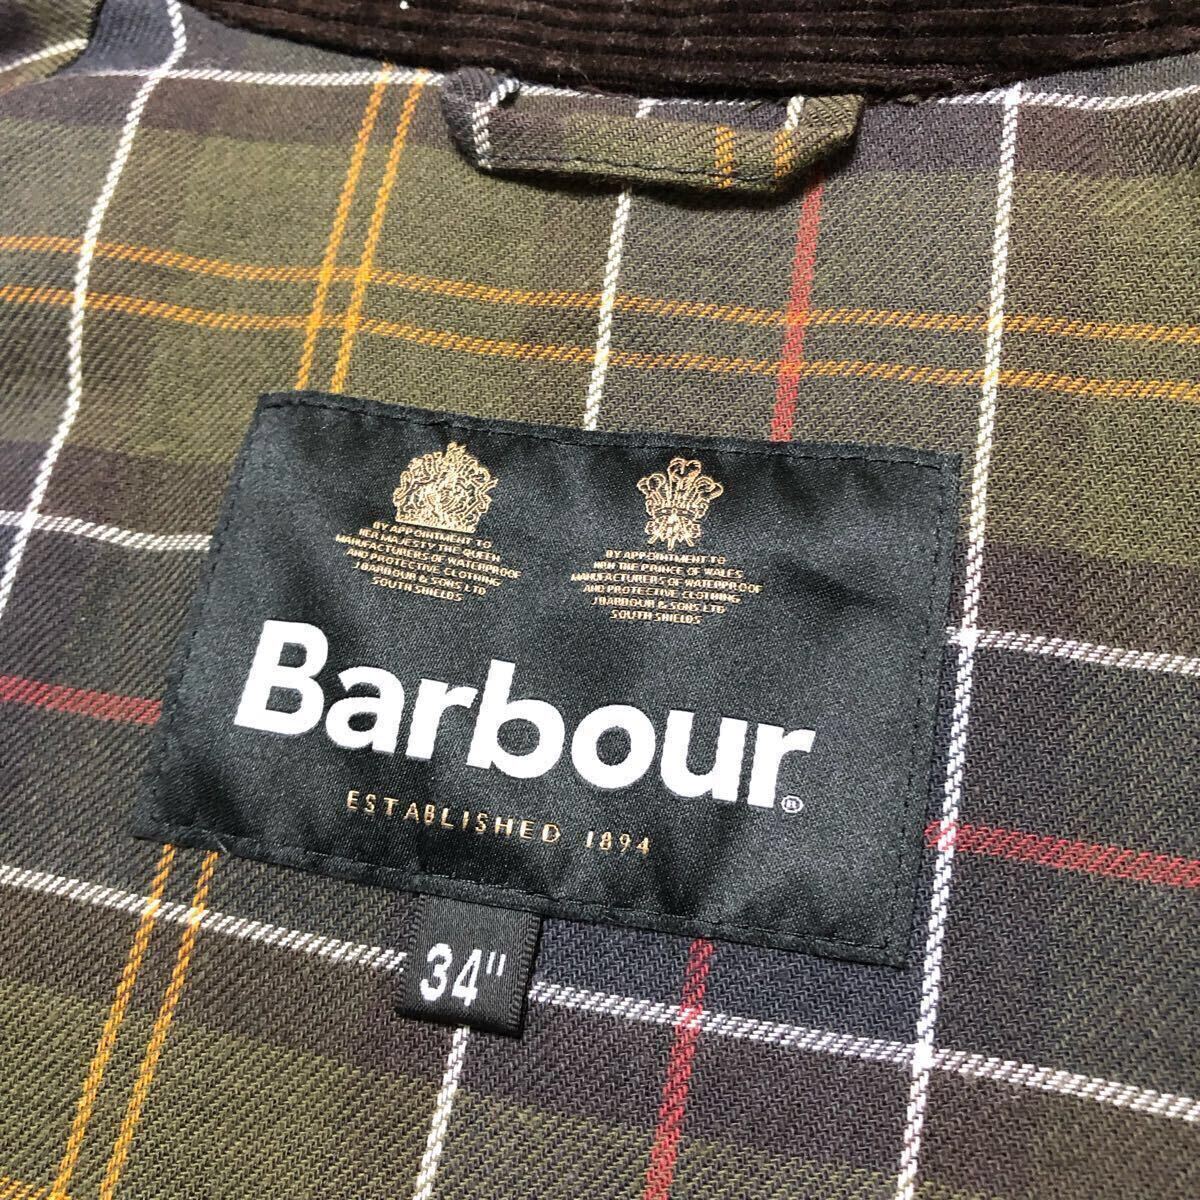 BY APPOINTMENT TO
HER MAJESTY THE QUEEN
MANUFACTURERS OF WATERPROOF
AND PROTECTIVE CLOTHING
J BARBOUR & SONS LTD
SOUTH SHIELDS
BY APPOINTMENT TO
HRH THE PRINCE OF WALES
MANUFACTURERS OF WATERPROOF
AND PROTECTIVE CLOTHING
J BARBOUR & SONS LTD
SOUTH SHIELDS
Barbour®
ESTABLISHED 1894
34"